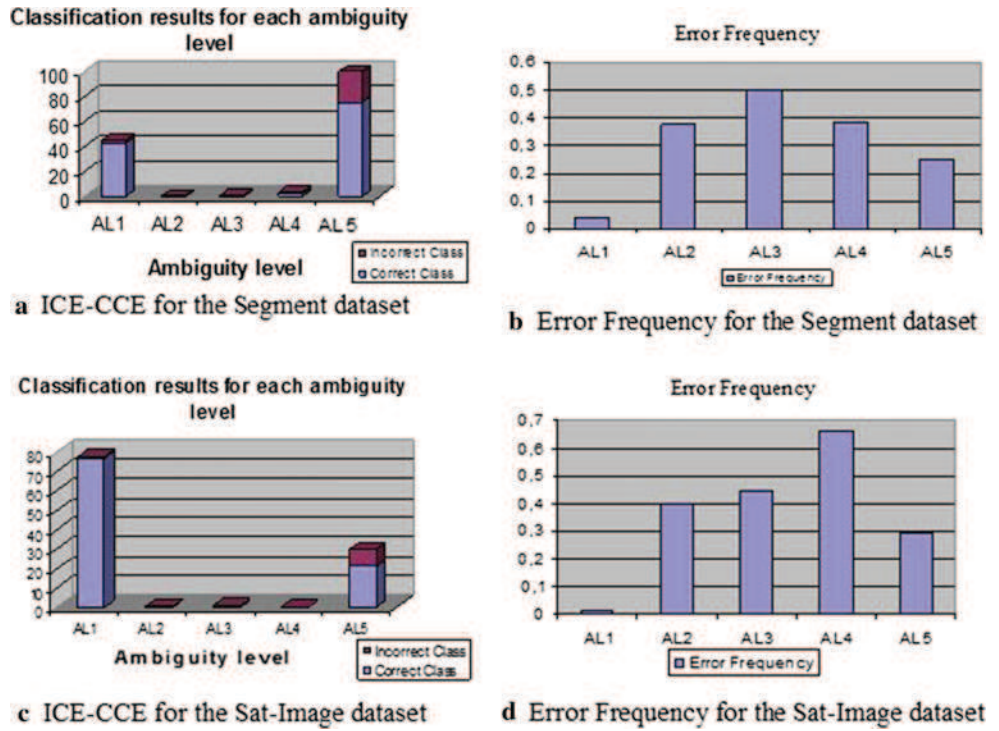 Classification results for each ambiguity
level
100
80
60
40
20
0
AL1 AL2 AL3 AL4 AL5
Ambiguity level
Incorrect Class
Correct Class
a ICE-CCE for the Segment dataset
Error Frequency
0,6
0,5
0,4
0,3
0,2
0,1
0
AL1 AL2 AL3 AL4 AL5
Error Frequency
b Error Frequency for the Segment dataset
Classification results for each ambiguity
level
80
70
60
50
40
30
20
10
0
AL1 AL2 AL3 AL4 AL5
Ambiguity level
Incorrect Class
Correct Class
c ICE-CCE for the Sat-Image dataset
Error Frequency
0,7
0,6
0,5
0,4
0,3
0,2
0,1
0
AL1 AL2 AL3 AL4 AL5
Error Frequency
d Error Frequency for the Sat-Image dataset